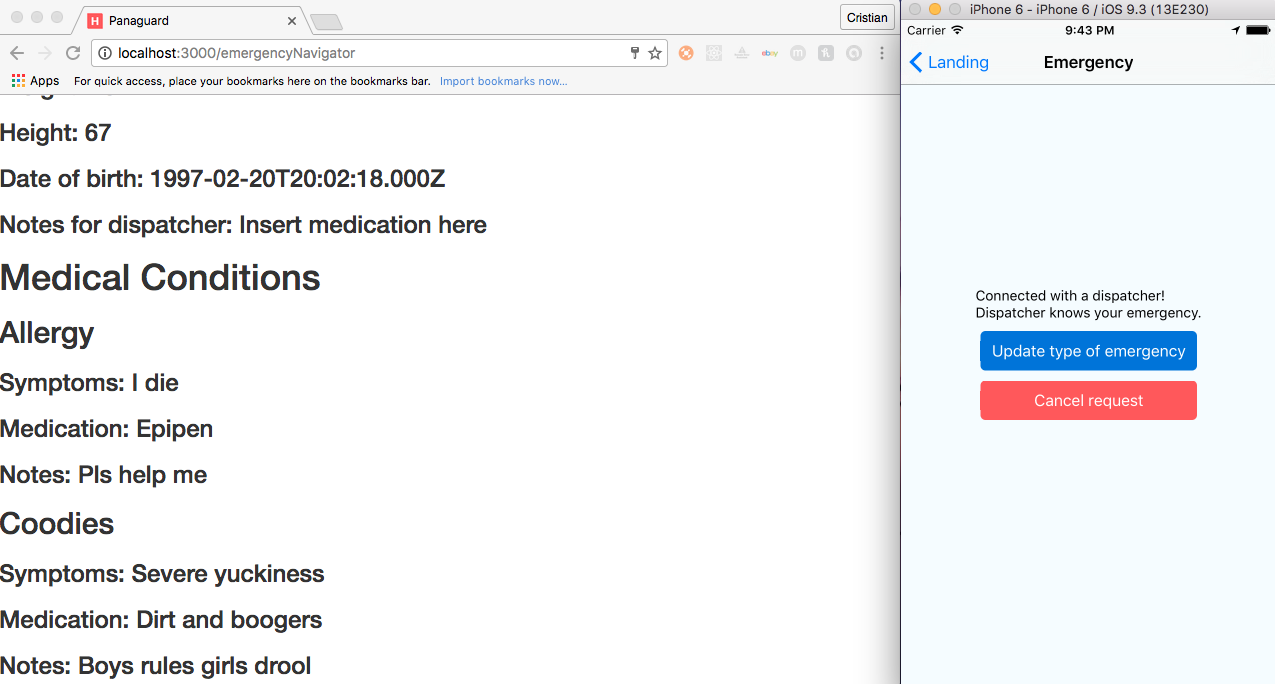 Panaguard
Cristian
localhost:3000/emergencyNavigator
Apps For quick access, place your bookmarks here on the bookmarks bar. Import bookmarks now...
Height: 67
Date of birth: 1997-02-20T20:02:18.000Z
Notes for dispatcher: Insert medication here
Medical Conditions
Allergy
Symptoms: I die
Medication: Epipen
Notes: Pls help me
Coodies
Symptoms: Severe yuckiness
Medication: Dirt and boogers
Notes: Boys rules girls drool
iPhone 6 - iPhone 6 / iOS 9.3 (13E230)
Carrier 9:43 PM
Landing Emergency
Connected with a dispatcher!
Dispatcher knows your emergency.
Update type of emergency
Cancel request